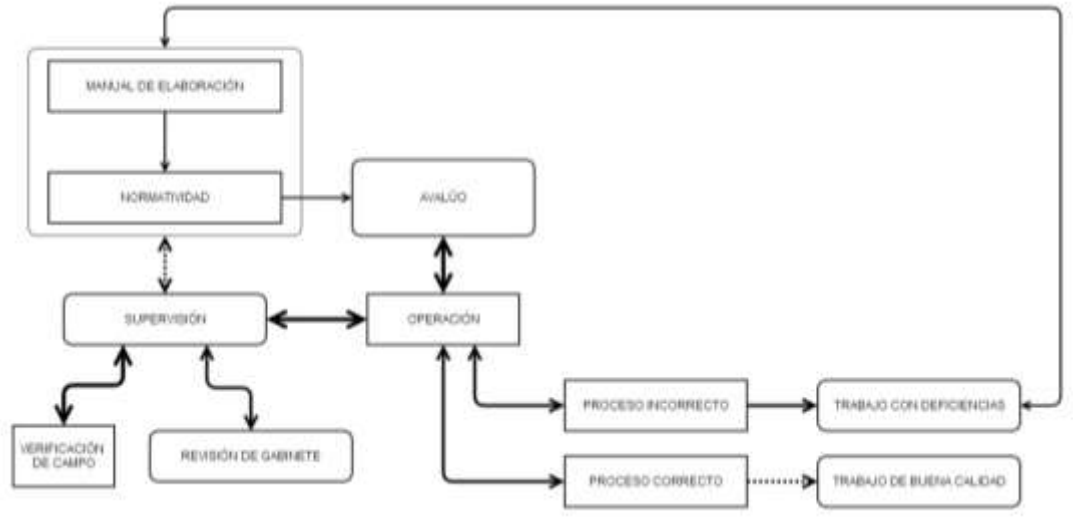 MANUAL DE ELABORACIÓN
NORMATIVIDAD
AVALÚO
SUPERVISIÓN
OPERACIÓN
PROCESO INCORRECTO
TRABAJO CON DEFICIENCIAS
VERIFICACIÓN
DE CAMPO
REVISIÓN DE GABINETE
PROCESO CORRECTO
TRABAJO DE BUENA CALIDAD